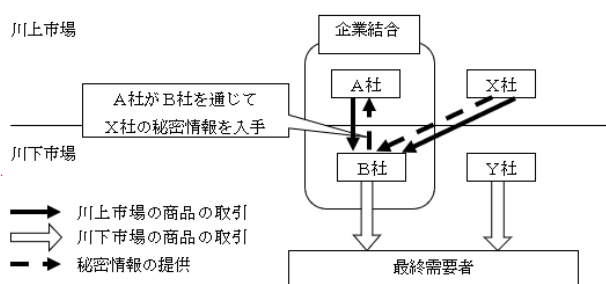 川上市場
企業結合
A社
X社
A社がB社を通じて
X社の秘密情報を入手
川下市場
B社
Y社
川上市場の商品の取引
川下市場の商品の取引
秘密情報の提供
最終需要者